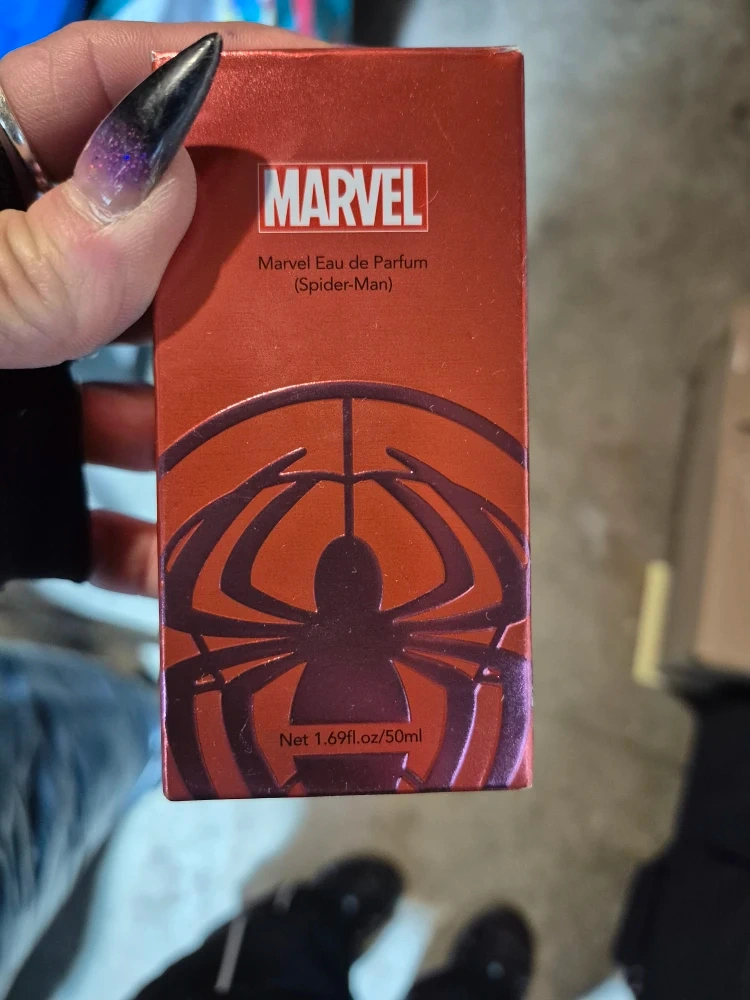 MARVEL
Marvel Eau de Parfum
(Spider-Man)
Net 1.69fl.oz/50ml